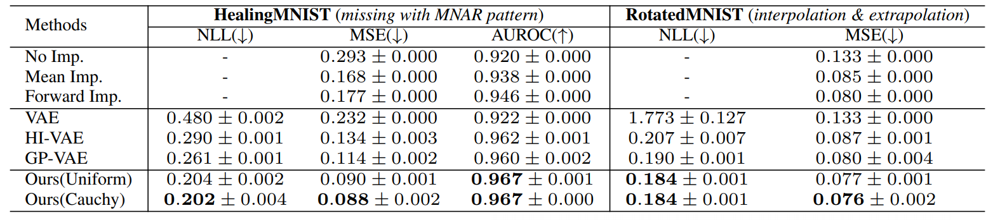 Methods HealingMNIST (missing with MNAR pattern) RotatedMNIST (interpolation & extrapolation)
NLL(↓) MSE(↓) AUROC(↑) NLL(↓) MSE(↓)
No Imp. - 0.293 ± 0.000 0.920 ± 0.000 - 0.133 ± 0.000
Mean Imp. - 0.168 ± 0.000 0.938 ± 0.000 - 0.085 ± 0.000
Forward Imp. - 0.177 ± 0.000 0.946 ± 0.000 - 0.080 ± 0.000
VAE 0.480 ± 0.002 0.232 ± 0.000 0.922 ± 0.000 1.773 ± 0.127 0.133 ± 0.000
HI-VAE 0.290 ± 0.001 0.134 ± 0.003 0.962 ± 0.001 0.207 ± 0.007 0.087 ± 0.001
GP-VAE 0.261 ± 0.001 0.114 ± 0.002 0.960 ± 0.002 0.190 ± 0.001 0.080 ± 0.004
Ours(Uniform) 0.204 ± 0.002 0.090 ± 0.001 0.967 ± 0.001 0.184 ± 0.001 0.077 ± 0.001
Ours(Cauchy) 0.202 ± 0.004 0.088 ± 0.002 0.967 ± 0.000 0.184 ± 0.001 0.076 ± 0.002